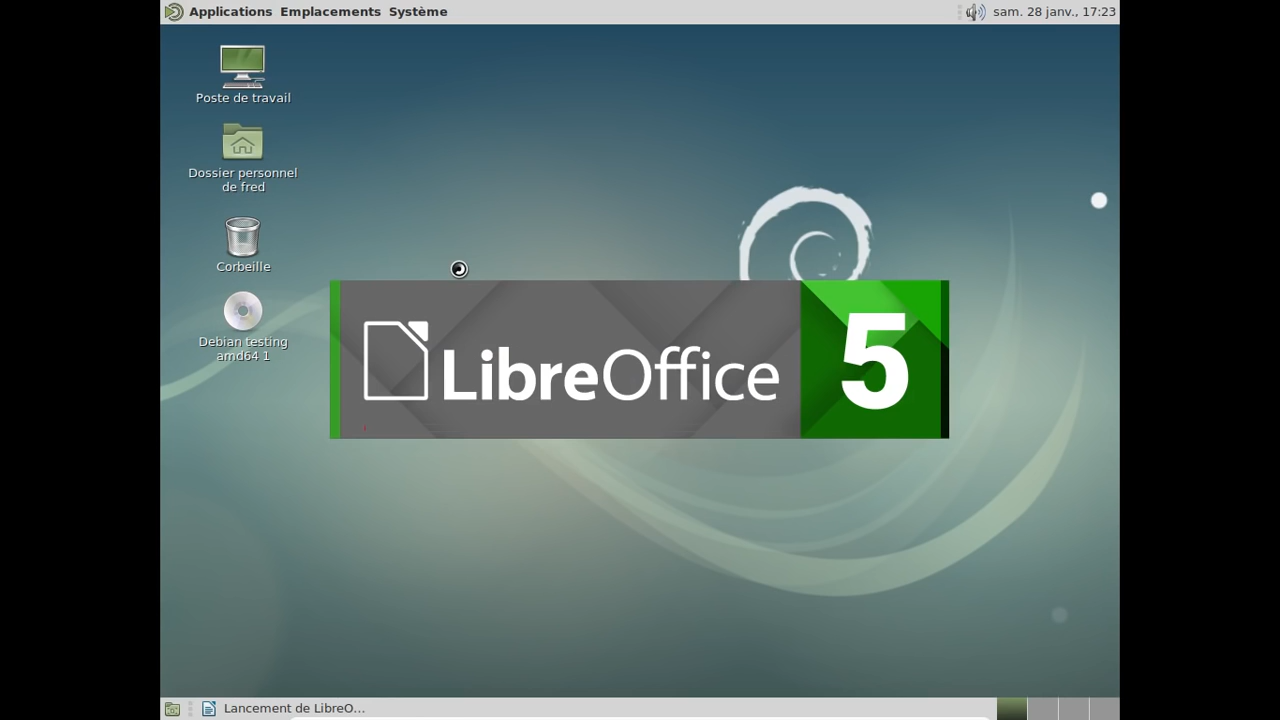 Applications Emplacements Système
sam. 28 janv., 17:23
Poste de travail
Dossier personnel
de fred
Corbeille
Debian testing
amd64 1
LibreOffice 5
Lancement de LibreO...